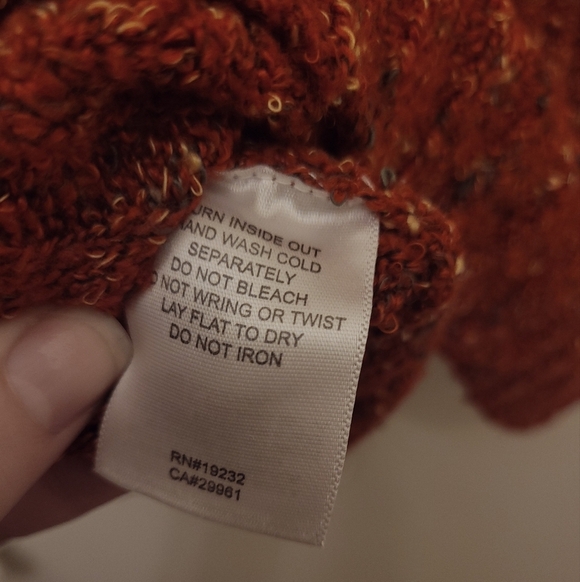 URN INSIDE OUT
AND WASH COLD
SEPARATELY
DO NOT BLEACH
O NOT WRING OR TWIST
LAY FLAT TO DRY
DO NOT IRON
RN#19232
CA#29961